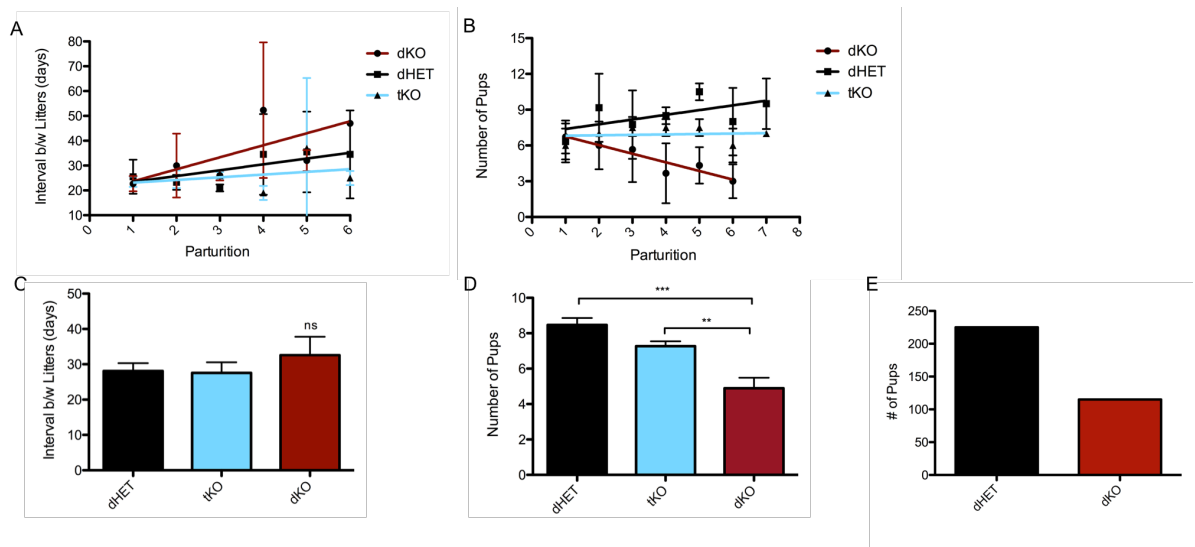 A
Interval b/w Litters (days)
80
70
60
50
40
30
20
10
0
1
2
3
4
5
6
Parturition
dKO
dHET
tKO
B
Number of Pups
15
12
9
6
3
0
0
1
2
3
4
5
6
7
8
Parturition
dKO
dHET
tKO
C
Interval b/w Litters (days)
50
40
30
20
10
0
ns
dHET
tKO
dKO
D
Number of Pups
10
8
6
4
2
0
***
**
dHET
tKO
dKO
E
# of Pups
250
200
150
100
50
0
dHET
dKO